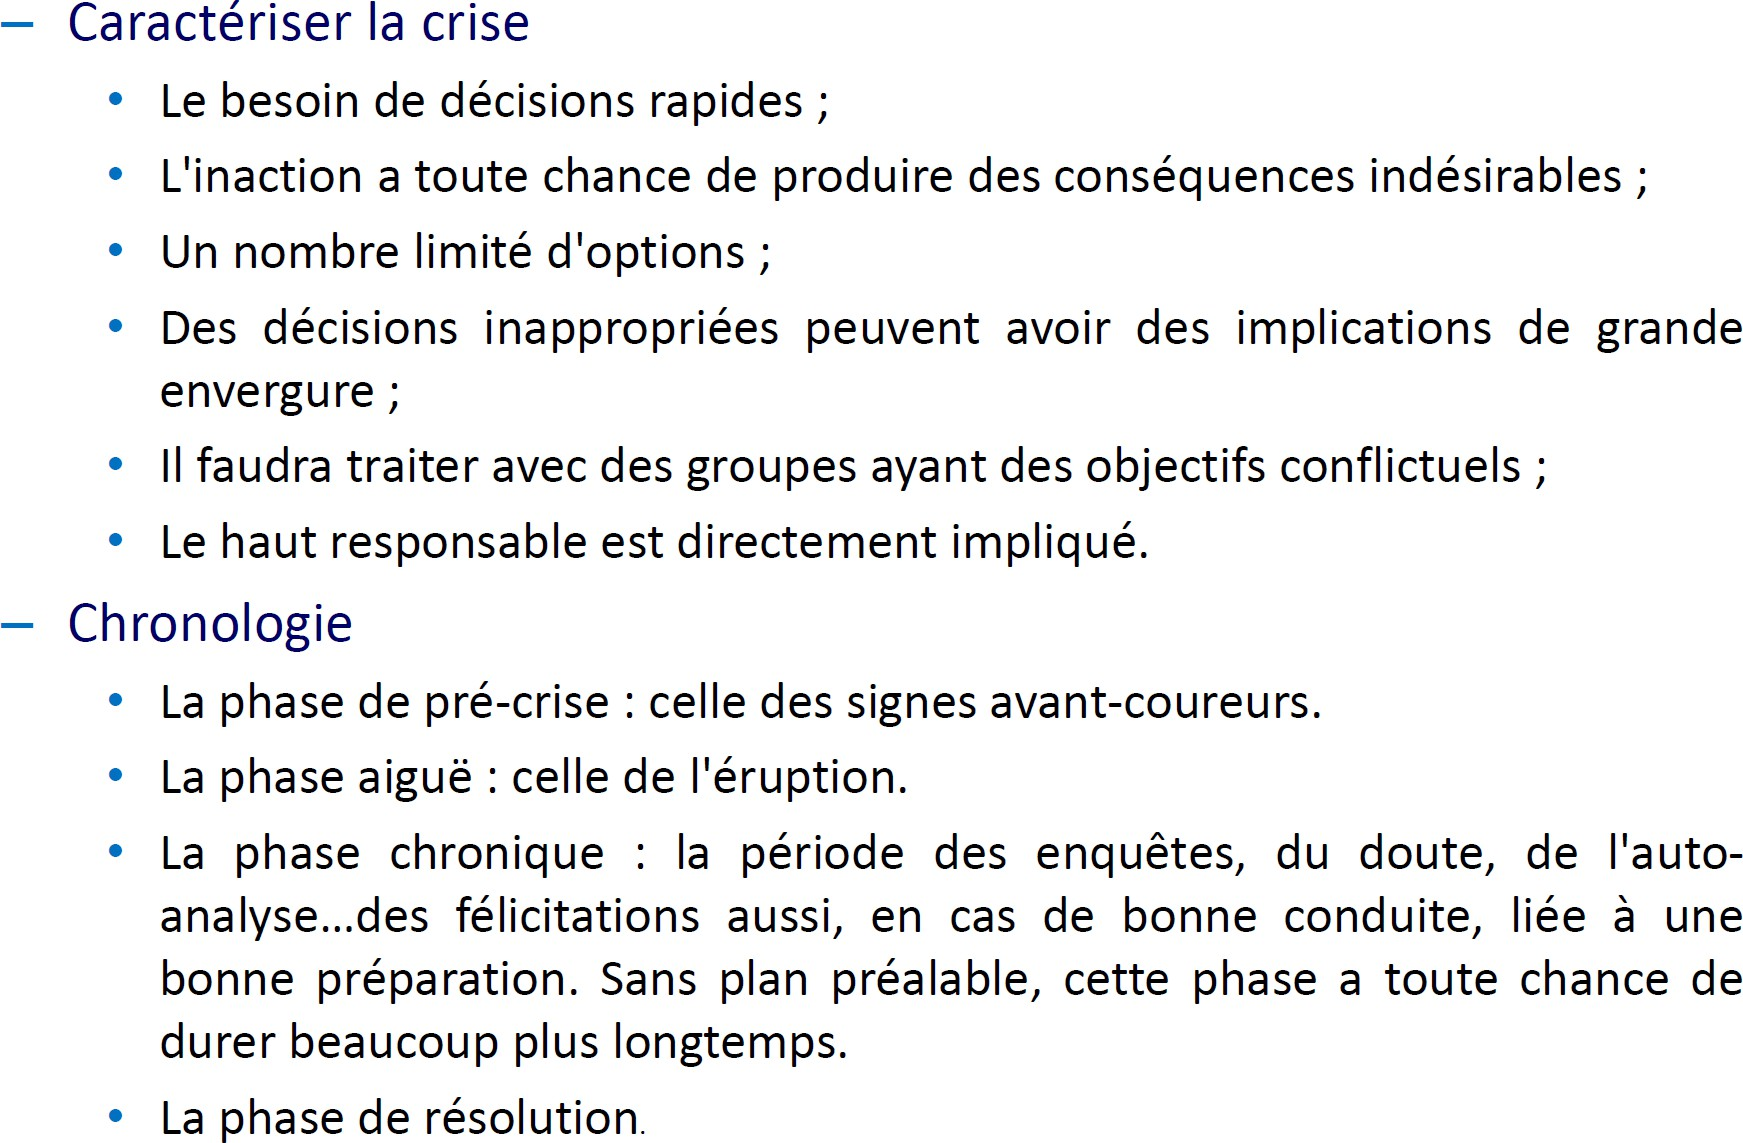 – Caractériser la crise
• Le besoin de décisions rapides ;
• L'inaction a toute chance de produire des conséquences indésirables ;
• Un nombre limité d'options ;
• Des décisions inappropriées peuvent avoir des implications de grande
envergure ;
• Il faudra traiter avec des groupes ayant des objectifs conflictuels ;
• Le haut responsable est directement impliqué.
– Chronologie
• La phase de pré-crise : celle des signes avant-coureurs.
• La phase aiguë : celle de l'éruption.
• La phase chronique : la période des enquêtes, du doute, de l'auto-
analyse...des félicitations aussi, en cas de bonne conduite, liée à une
bonne préparation. Sans plan préalable, cette phase a toute chance de
durer beaucoup plus longtemps.
• La phase de résolution.